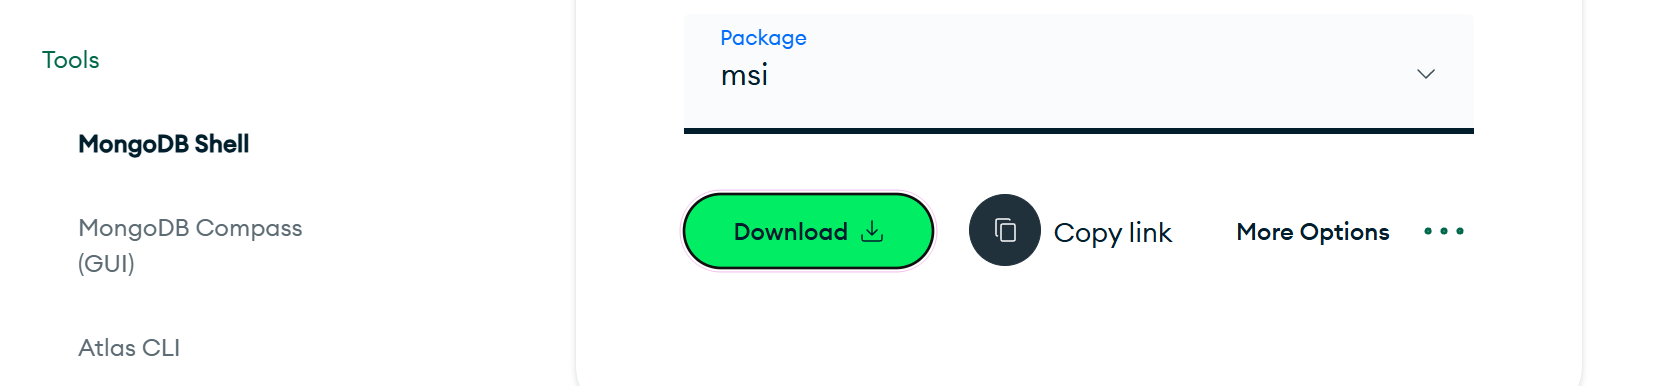 Tools
MongoDB Shell
MongoDB Compass
(GUI)
Atlas CLI
Package
msi
Download
Copy link
More Options